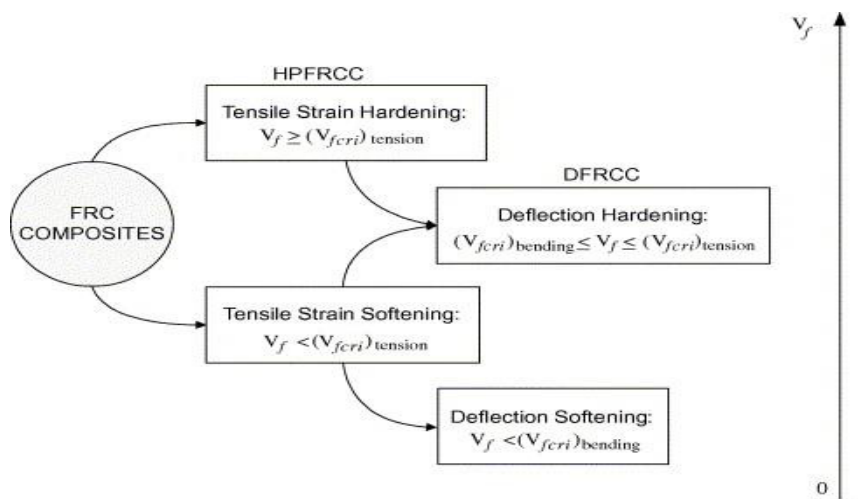 V_f
HPFRCC
Tensile Strain Hardening:
V_f ≥ (V_fcri) tension
DFRCC
FRC
COMPOSITES
Deflection Hardening:
(V_fcri)bending ≤ V_f ≤ (V_fcri)tension
Tensile Strain Softening:
V_f <(V_fcri)tension
Deflection Softening:
V_f <(V_fcri)bending
0